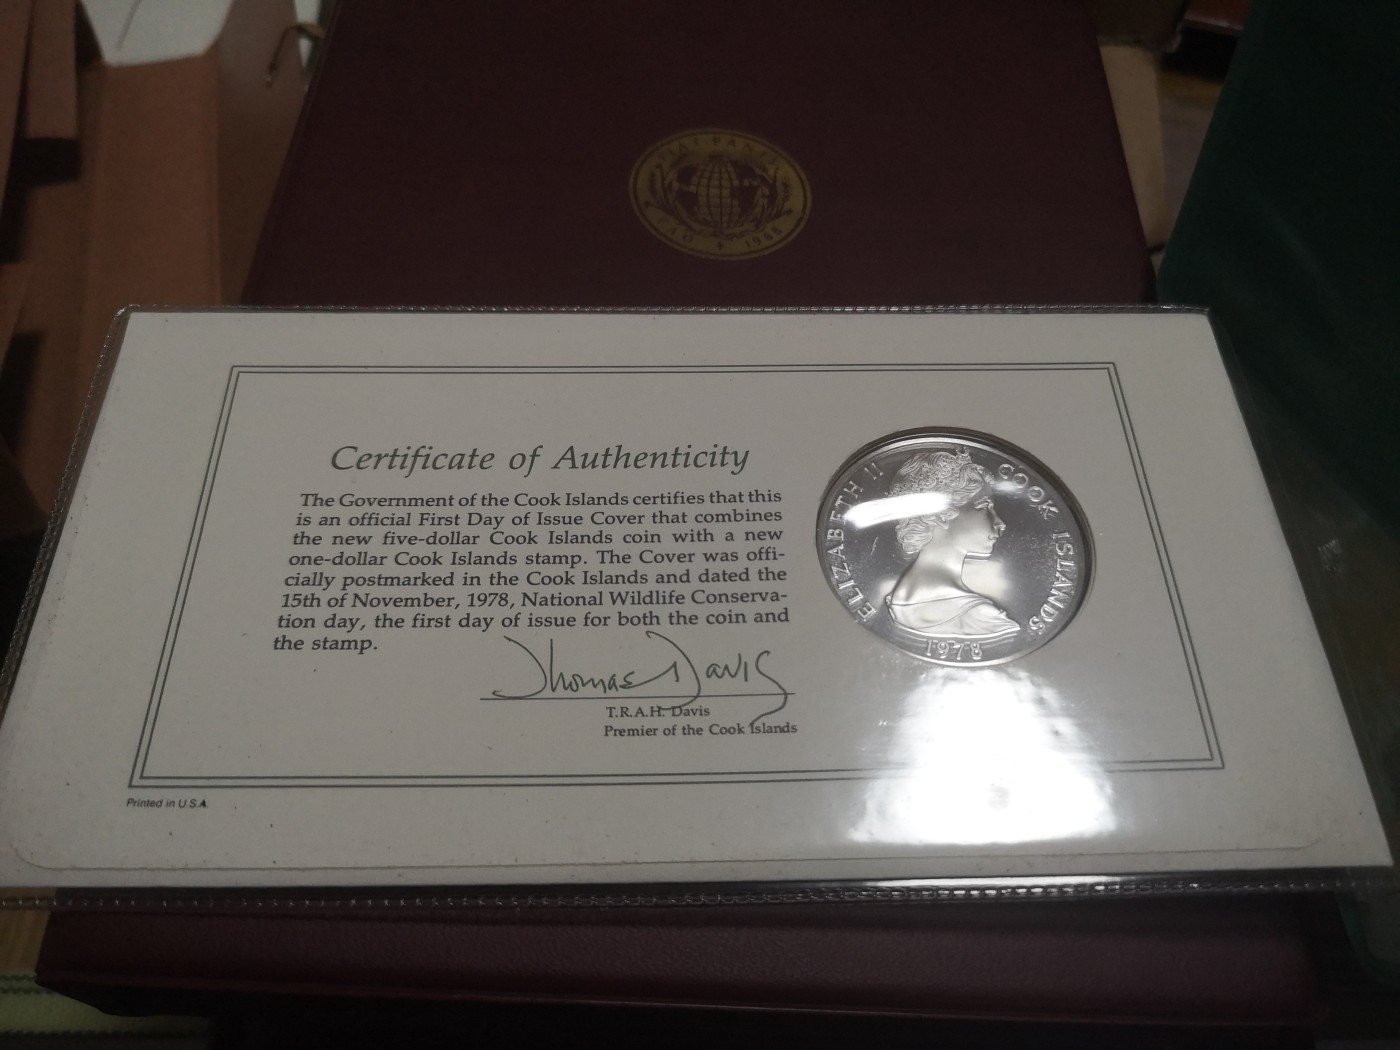 FIAT PANIS
FAO 1986
Certificate of Authenticity
The Government of the Cook Islands certifies that this
is an official First Day of Issue Cover that combines
the new five-dollar Cook Islands coin with a new
one-dollar Cook Islands stamp. The Cover was offi-
cially postmarked in the Cook Islands and dated the
15th of November, 1978, National Wildlife Conserva-
tion day, the first day of issue for both the coin and
the stamp.
Thomas Davis
T.R.A.H. Davis
Premier of the Cook Islands
ELIZABETH II COOK ISLANDS
1978
Printed in U.S.A.